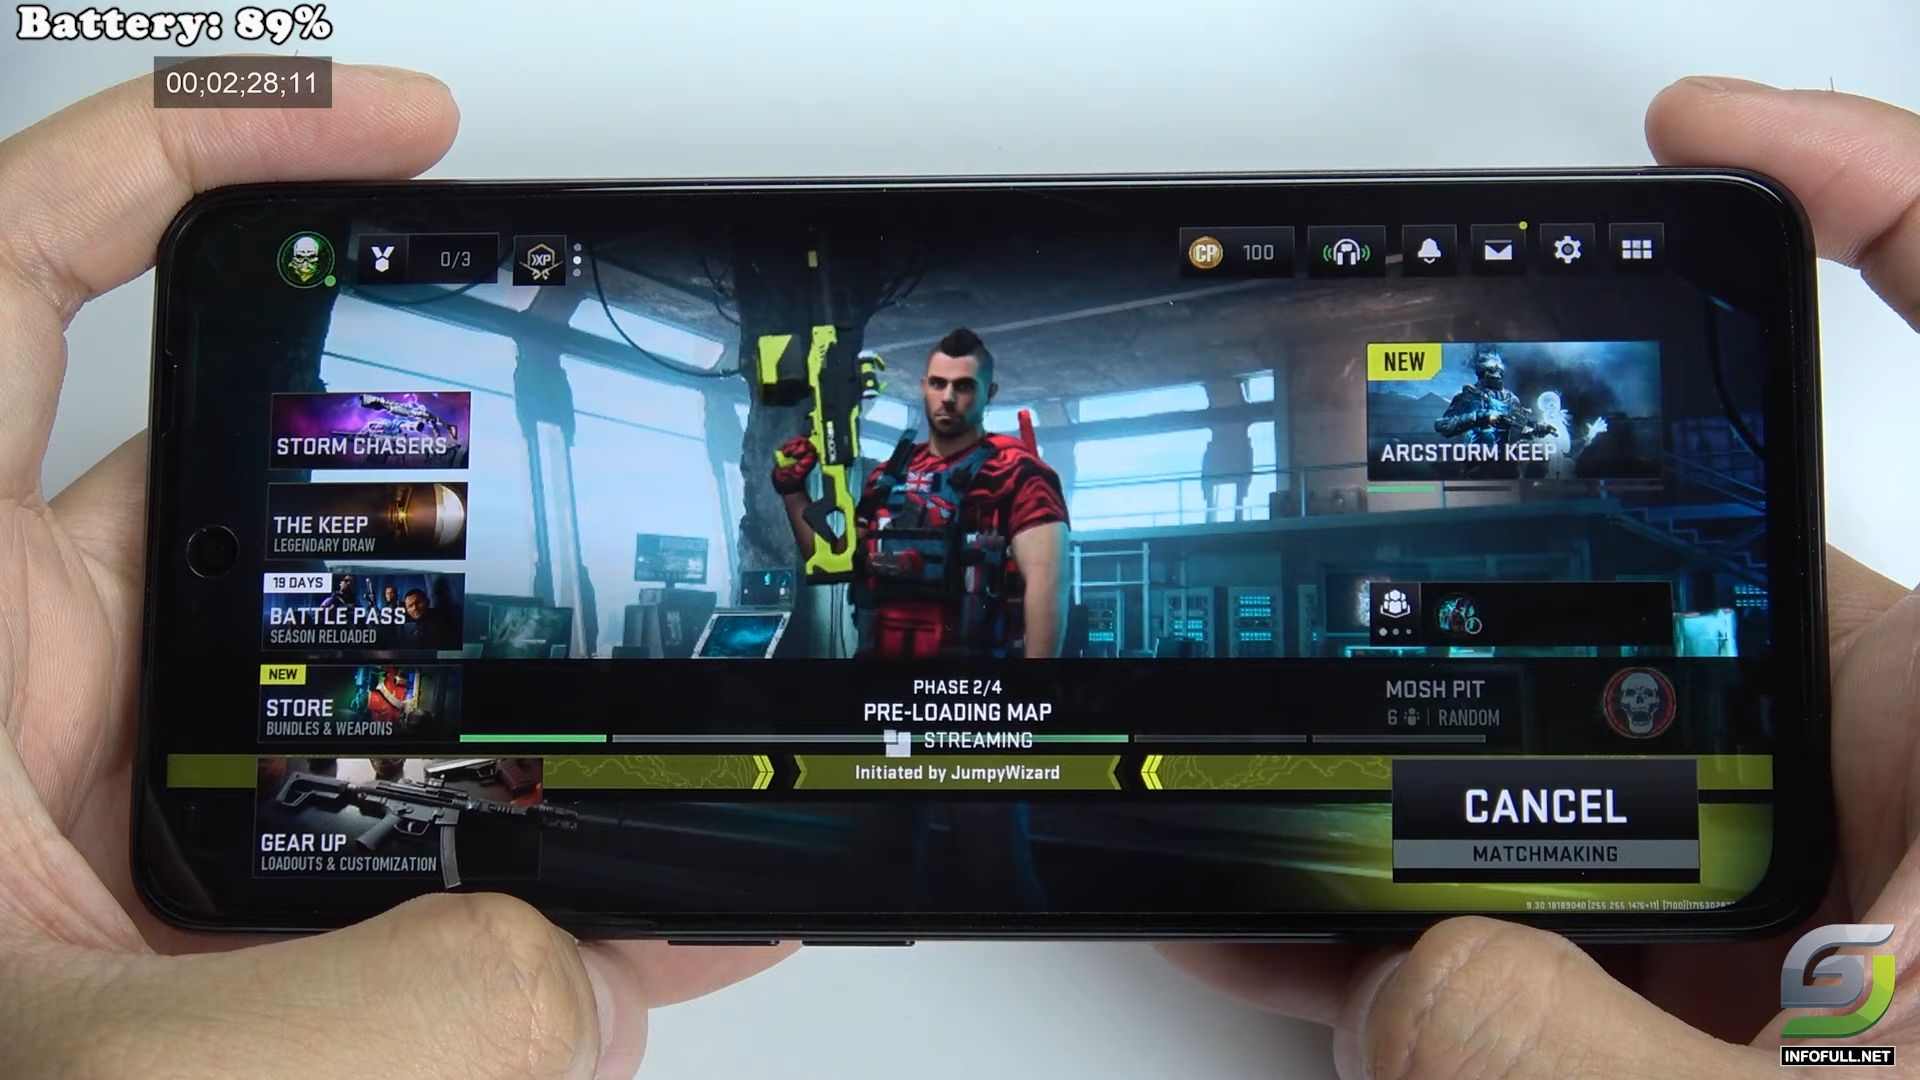 Battery: 89%
00;02;28;11
0/3
XP
CP 100
NEW
ARCSTORM KEEP
STORM CHASERS
THE KEEP
LEGENDARY DRAW
19 DAYS
BATTLE PASS
SEASON RELOADED
NEW
STORE
BUNDLES & WEAPONS
PHASE 2/4
PRE-LOADING MAP
STREAMING
Initiated by JumpyWizard
MOSH PIT
6 | RANDOM
GEAR UP
LOADOUTS & CUSTOMIZATION
CANCEL
MATCHMAKING
INFOFULL.NET